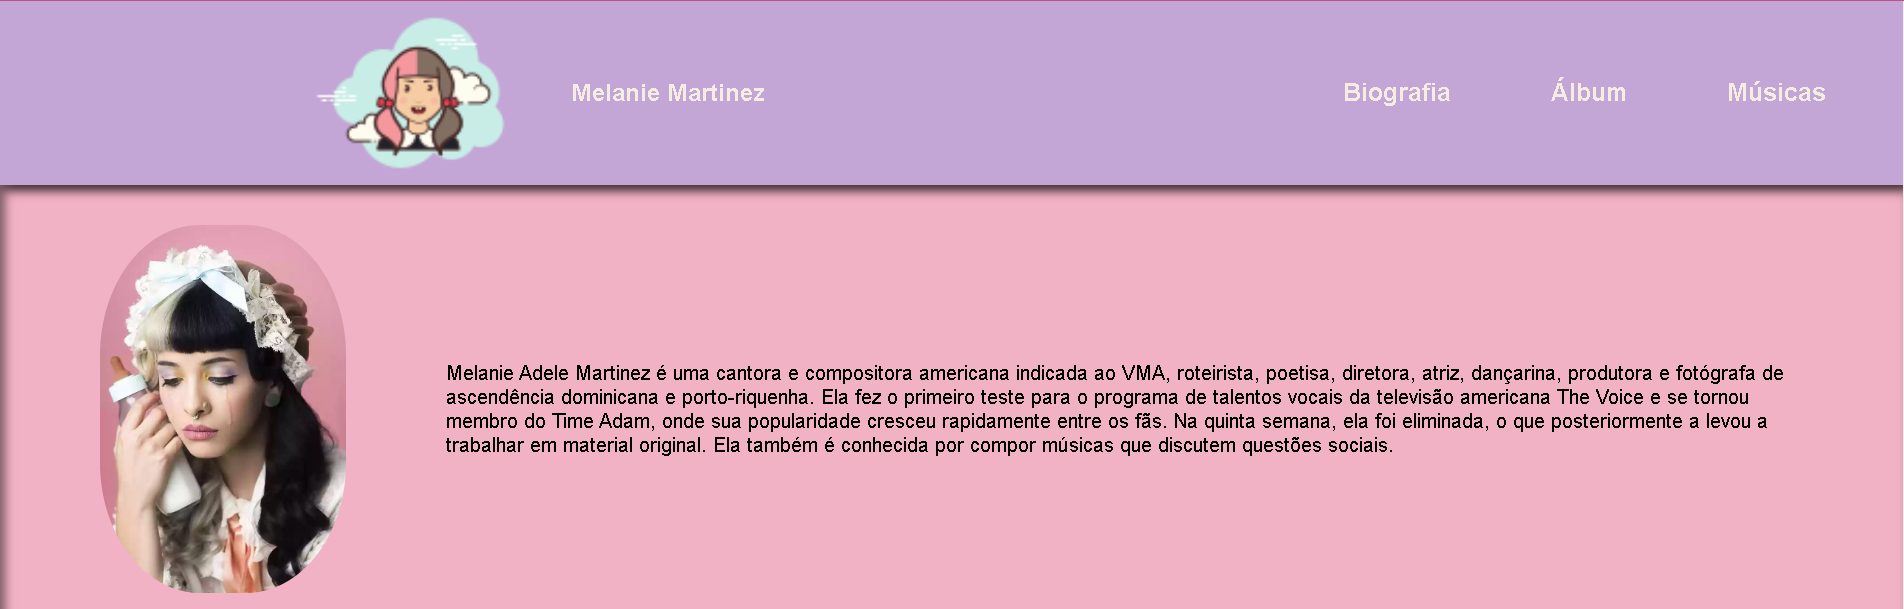 Melanie Martinez
Biografia
Álbum
Músicas
Melanie Adele Martinez é uma cantora e compositora americana indicada ao VMA, roteirista, poetisa, diretora, atriz, dançarina, produtora e fotógrafa de
ascendência dominicana e porto-riquenha. Ela fez o primeiro teste para o programa de talentos vocais da televisão americana The Voice e se tornou
membro do Time Adam, onde sua popularidade cresceu rapidamente entre os fãs. Na quinta semana, ela foi eliminada, o que posteriormente a levou a
trabalhar em material original. Ela também é conhecida por compor músicas que discutem questões sociais.